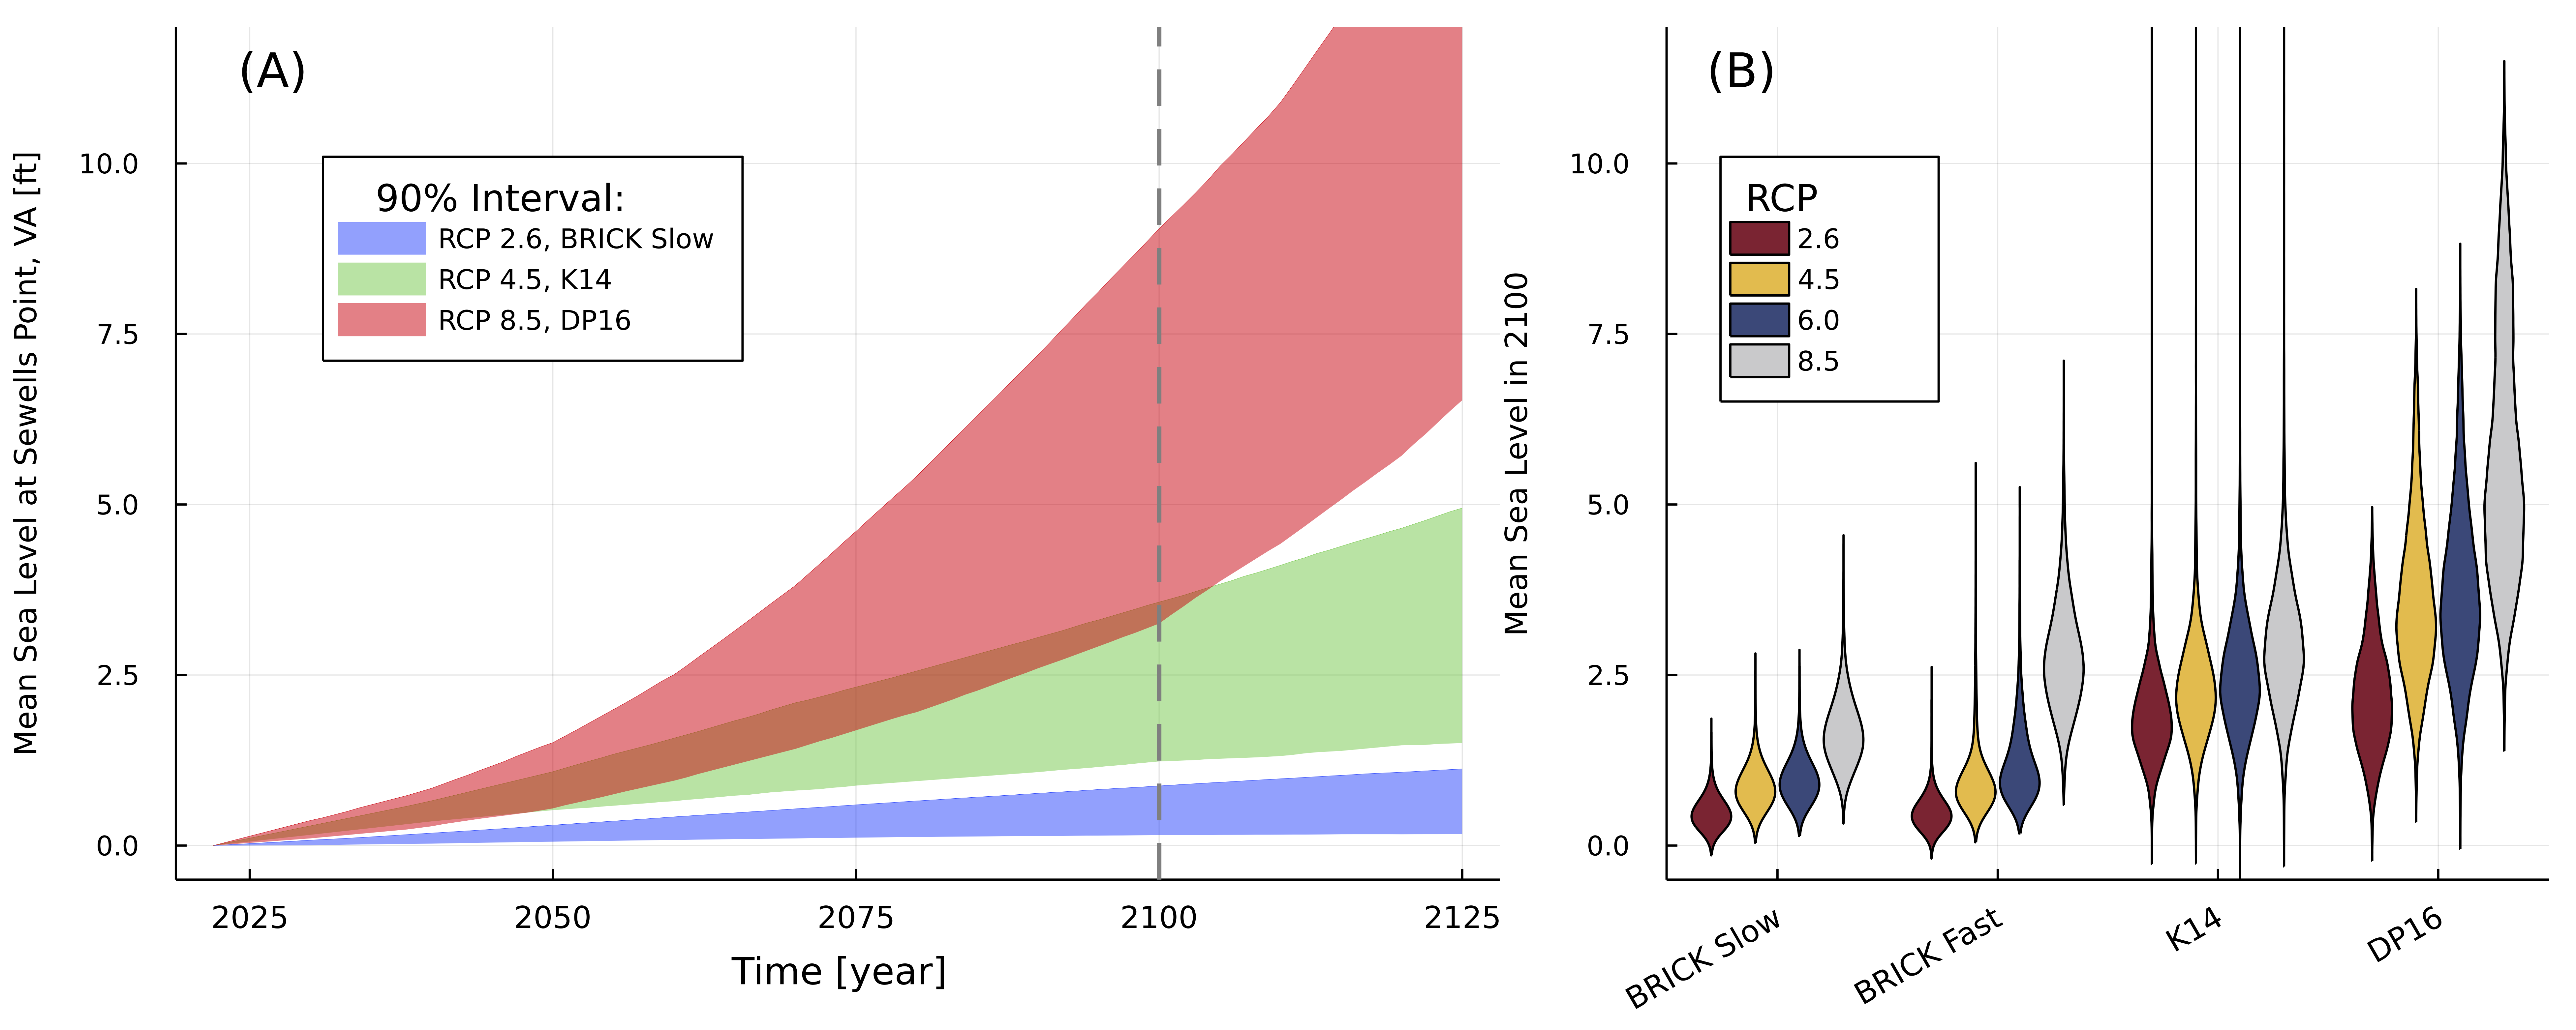 (A)
Mean Sea Level at Sewells Point, VA [ft]
10.0
7.5
5.0
2.5
0.0
90% Interval:
RCP 2.6, BRICK Slow
RCP 4.5, K14
RCP 8.5, DP16
2025
2050
2075
2100
2125
Time [year]
(B)
Mean Sea Level in 2100
10.0
7.5
5.0
2.5
0.0
RCP
2.6
4.5
6.0
8.5
BRICK Slow
BRICK Fast
K14
DP16